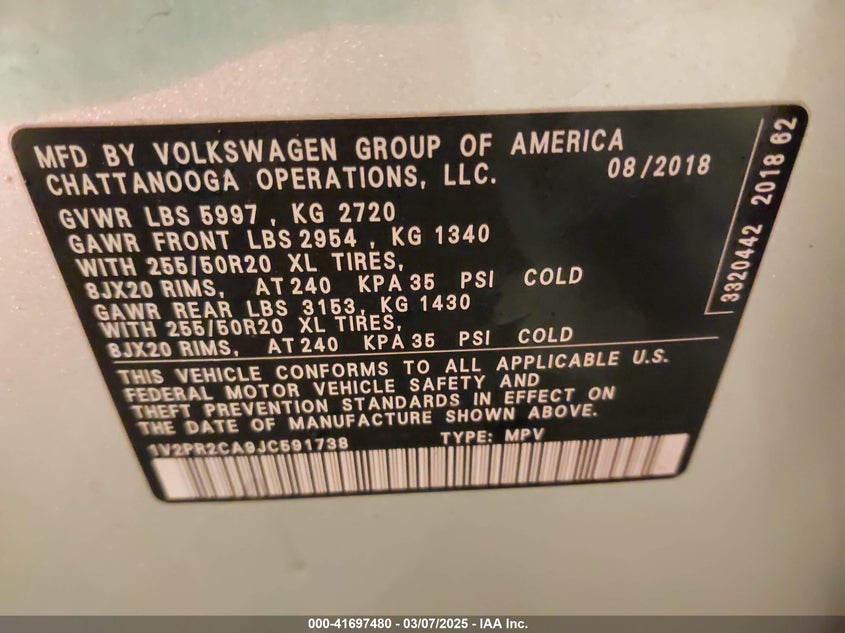 MFD BY VOLKSWAGEN GROUP OF AMERICA
CHATTANOOGA OPERATIONS, LLC. 08/2018
GVWR LBS 5997 , KG 2720
GAWR FRONT LBS 2954 , KG 1340
WITH 255/50R20 XL TIRES,
8JX20 RIMS, AT 240 KPA 35 PSI COLD
GAWR REAR LBS 3153, KG 1430
WITH 255/50R20 XL TIRES,
8JX20 RIMS, AT 240 KPA 35 PSI COLD
THIS VEHICLE CONFORMS TO ALL APPLICABLE U.S.
FEDERAL MOTOR VEHICLE SAFETY AND
THEFT PREVENTION STANDARDS IN EFFECT ON
THE DATE OF MANUFACTURE SHOWN ABOVE.
1V2PR2CA9JC591738 TYPE: MPV
3320442 2018 62
000-41697480 - 03/07/2025 - IAA Inc.